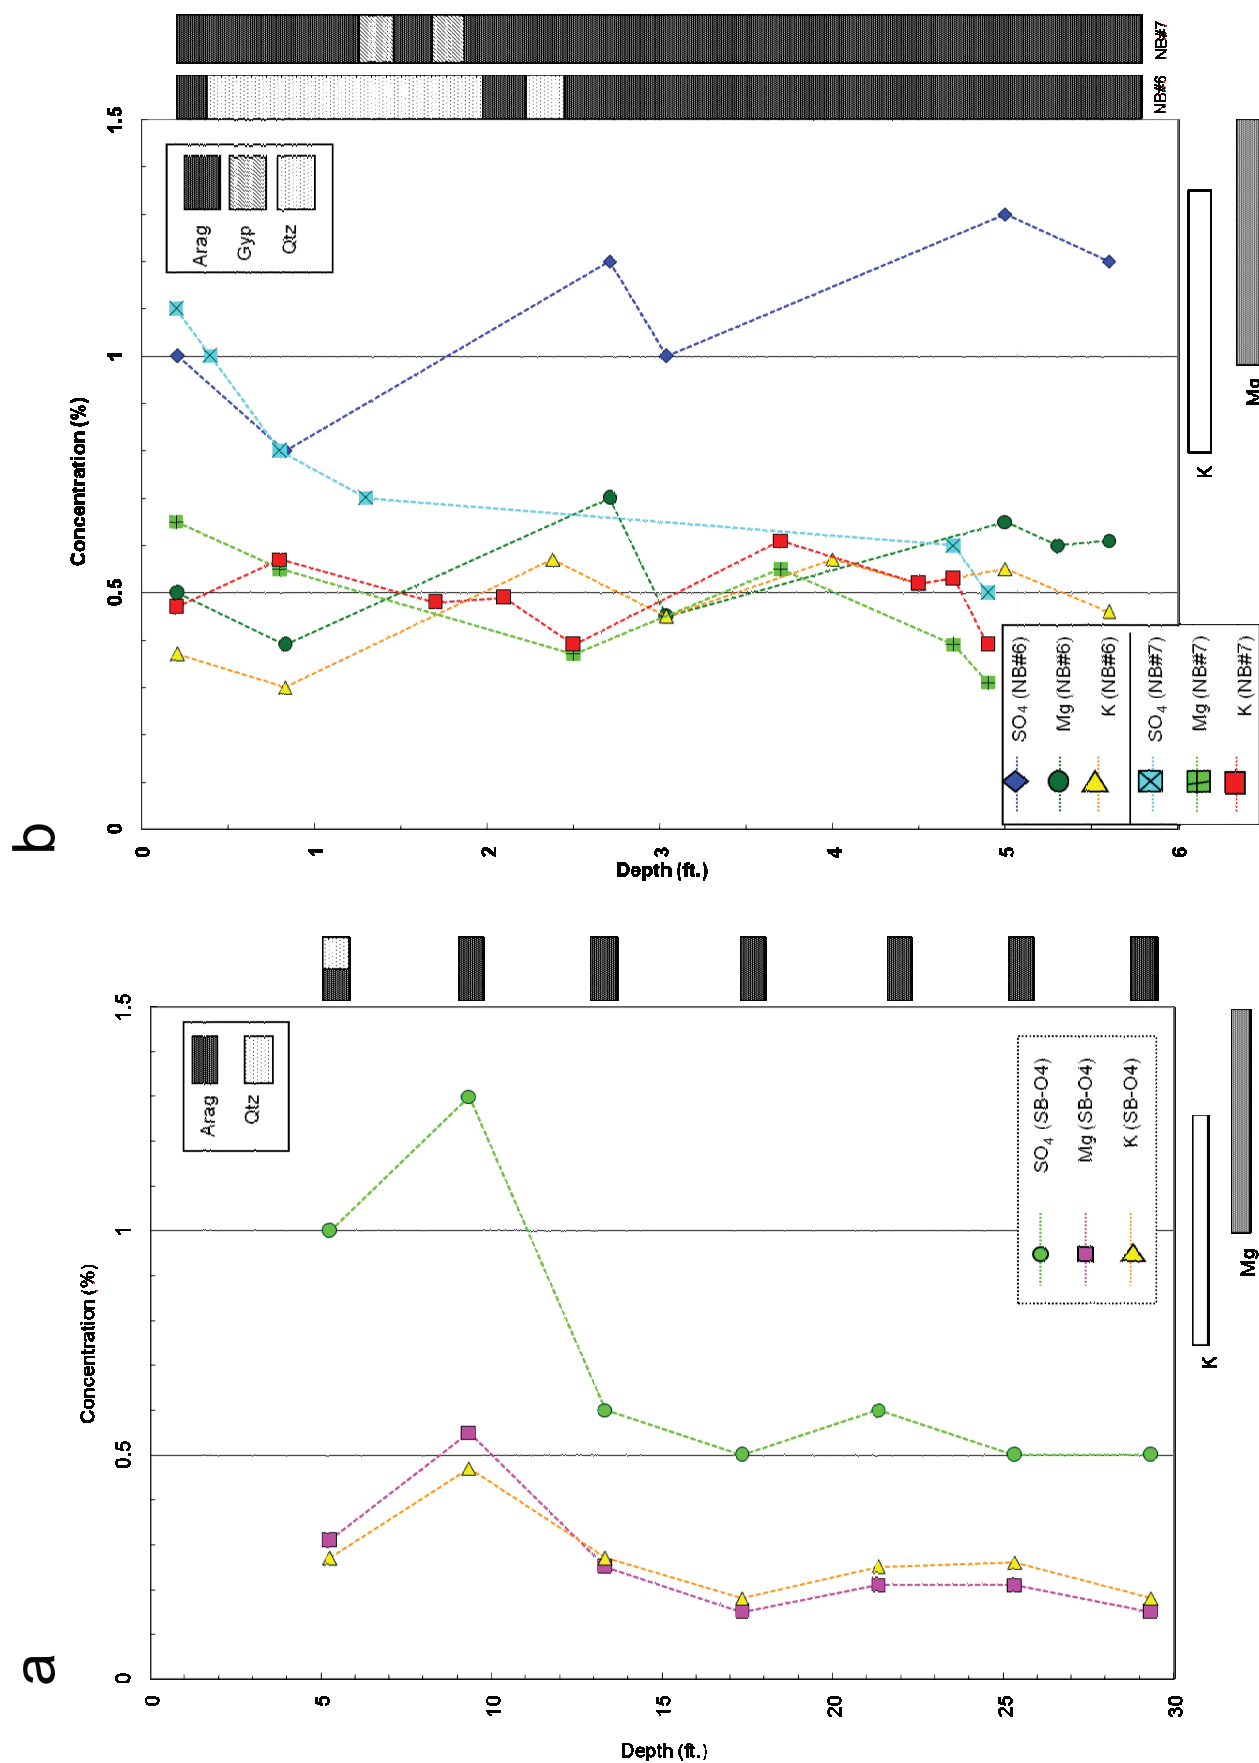 a
Concentration (%)
0
0.5
1
1.5
Depth (ft.)
0
5
10
15
20
25
30
Arag
Qtz
SO4 (SB-O4)
Mg (SB-O4)
K (SB-O4)
K
Mg
b
Concentration (%)
0
0.5
1
1.5
Depth (ft.)
0
1
2
3
4
5
6
Arag
Gyp
Qtz
SO4 (NB#6)
Mg (NB#6)
K (NB#6)
SO4 (NB#7)
Mg (NB#7)
K (NB#7)
NB#6
NB#7
K
Mg